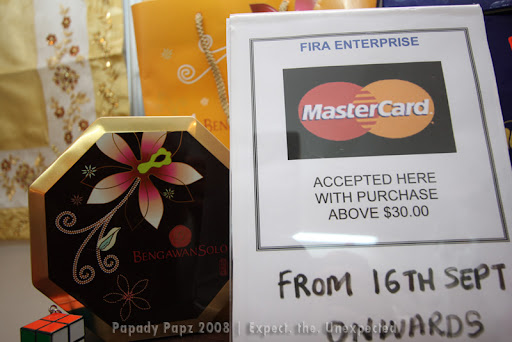 FIRA ENTERPRISE
MasterCard
ACCEPTED HERE
WITH PURCHASE
ABOVE $30.00
FROM 16TH SEPT
ONWARDS
BENGAWAN
BENGAWAN SOLO
Papady Papz 2008 | Expect. the. Unexpected.